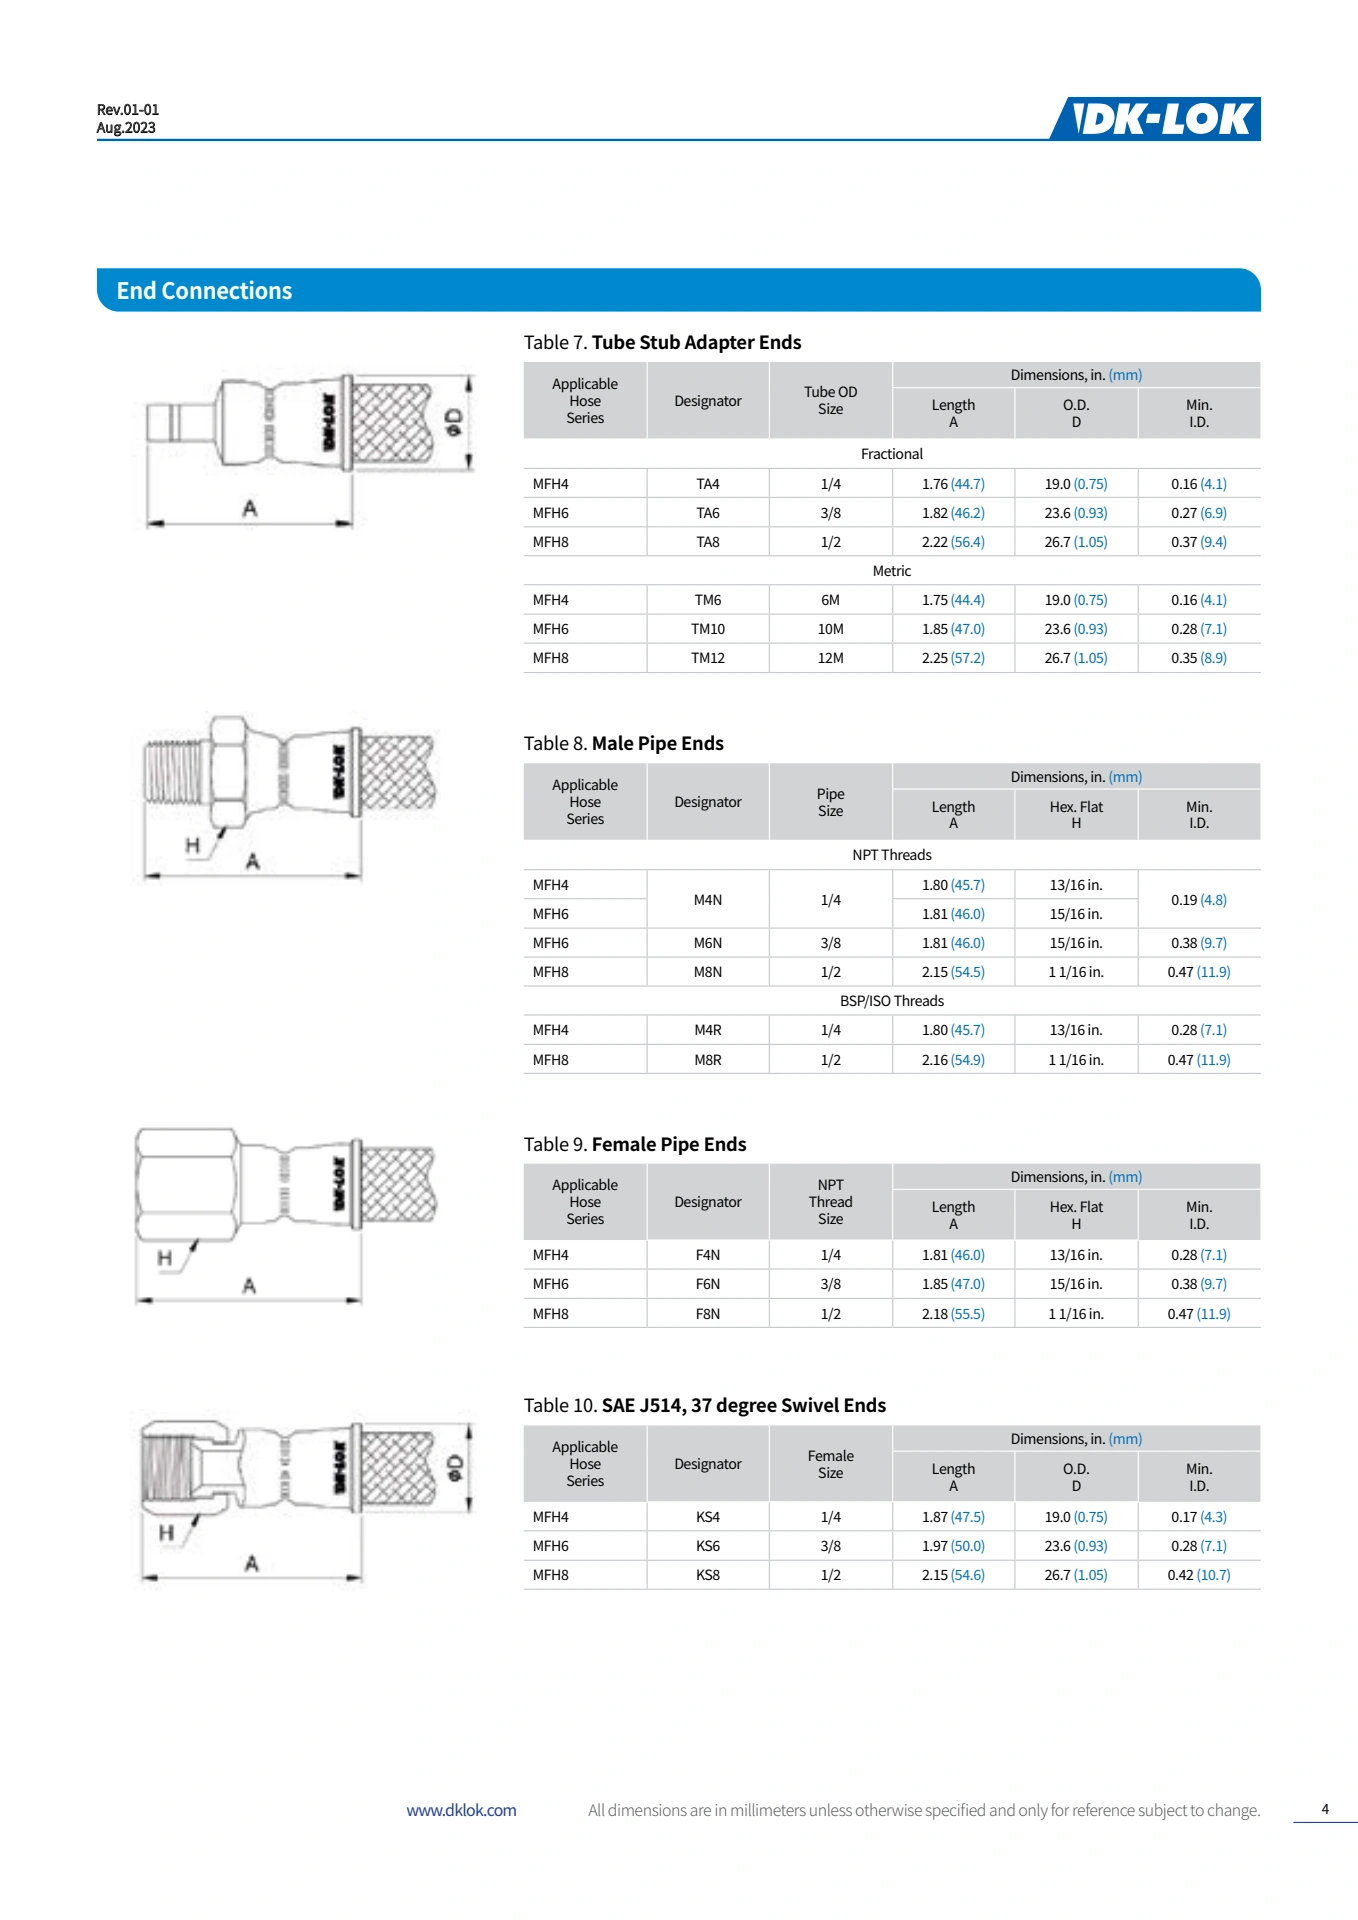 Rev.01-01
Aug.2023
DK-LOK
End Connections
Table 7. Tube Stub Adapter Ends
Applicable Hose Series Designator Tube OD Size Dimensions, in. (mm)
Length A O.D. D Min. I.D.
Fractional
MFH4 TA4 1/4 1.76 (44.7) 19.0 (0.75) 0.16 (4.1)
MFH6 TA6 3/8 1.82 (46.2) 23.6 (0.93) 0.27 (6.9)
MFH8 TA8 1/2 2.22 (56.4) 26.7 (1.05) 0.37 (9.4)
Metric
MFH4 TM6 6M 1.75 (44.4) 19.0 (0.75) 0.16 (4.1)
MFH6 TM10 10M 1.85 (47.0) 23.6 (0.93) 0.28 (7.1)
MFH8 TM12 12M 2.25 (57.2) 26.7 (1.05) 0.35 (8.9)
DK-LOK
øD
A
Table 8. Male Pipe Ends
Applicable Hose Series Designator Pipe Size Dimensions, in. (mm)
Length A Hex. Flat H Min. I.D.
NPT Threads
MFH4 M4N 1/4 1.80 (45.7) 13/16 in. 0.19 (4.8)
MFH6 1.81 (46.0) 15/16 in.
MFH6 M6N 3/8 1.81 (46.0) 15/16 in. 0.38 (9.7)
MFH8 M8N 1/2 2.15 (54.5) 1 1/16 in. 0.47 (11.9)
BSP/ISO Threads
MFH4 M4R 1/4 1.80 (45.7) 13/16 in. 0.28 (7.1)
MFH8 M8R 1/2 2.16 (54.9) 1 1/16 in. 0.47 (11.9)
DK-LOK
H
A
Table 9. Female Pipe Ends
Applicable Hose Series Designator NPT Thread Size Dimensions, in. (mm)
Length A Hex. Flat H Min. I.D.
MFH4 F4N 1/4 1.81 (46.0) 13/16 in. 0.28 (7.1)
MFH6 F6N 3/8 1.85 (47.0) 15/16 in. 0.38 (9.7)
MFH8 F8N 1/2 2.18 (55.5) 1 1/16 in. 0.47 (11.9)
DK-LOK
H
A
Table 10. SAE J514, 37 degree Swivel Ends
Applicable Hose Series Designator Female Size Dimensions, in. (mm)
Length A O.D. D Min. I.D.
MFH4 KS4 1/4 1.87 (47.5) 19.0 (0.75) 0.17 (4.3)
MFH6 KS6 3/8 1.97 (50.0) 23.6 (0.93) 0.28 (7.1)
MFH8 KS8 1/2 2.15 (54.6) 26.7 (1.05) 0.42 (10.7)
DK-LOK
øD
H
A
www.dklok.com
All dimensions are in millimeters unless otherwise specified and only for reference subject to change.
4